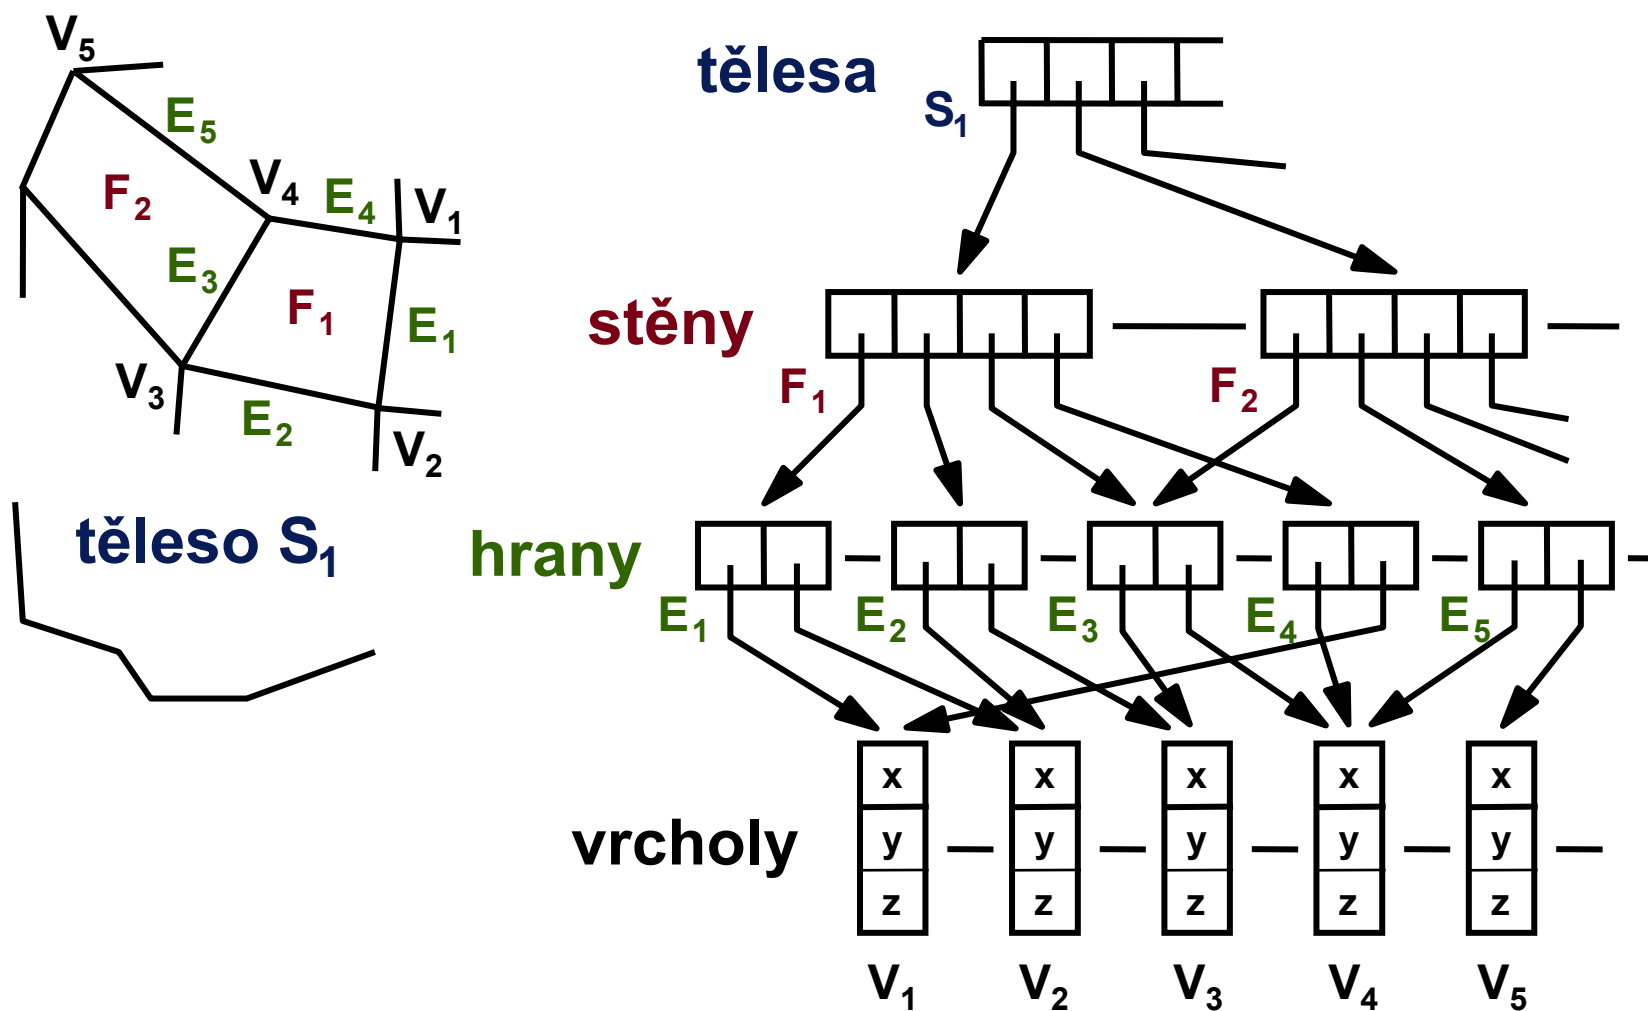 V5
E5
V4
F2
E4
V1
E3
F1
E1
V3
E2
V2
těleso S1
tělesa
S1
stěny
F1
F2
hrany
E1
E2
E3
E4
E5
vrcholy
x x x x x
y y y y y
z z z z z
V1 V2 V3 V4 V5